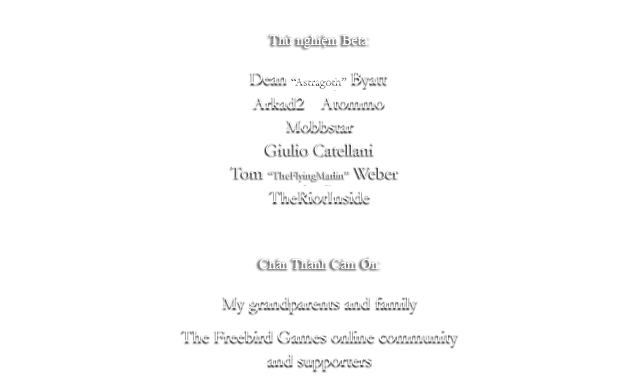 Thử nghiệm Beta:
Dean “Astragoth” Byatt
Arkad2 Atommo
Mobbstar
Giulio Catellani
Tom “TheFlyingMarlin” Weber
TheRiotInside
Chân Thành Cảm Ơn:
My grandparents and family
The Freebird Games online community
and supporters